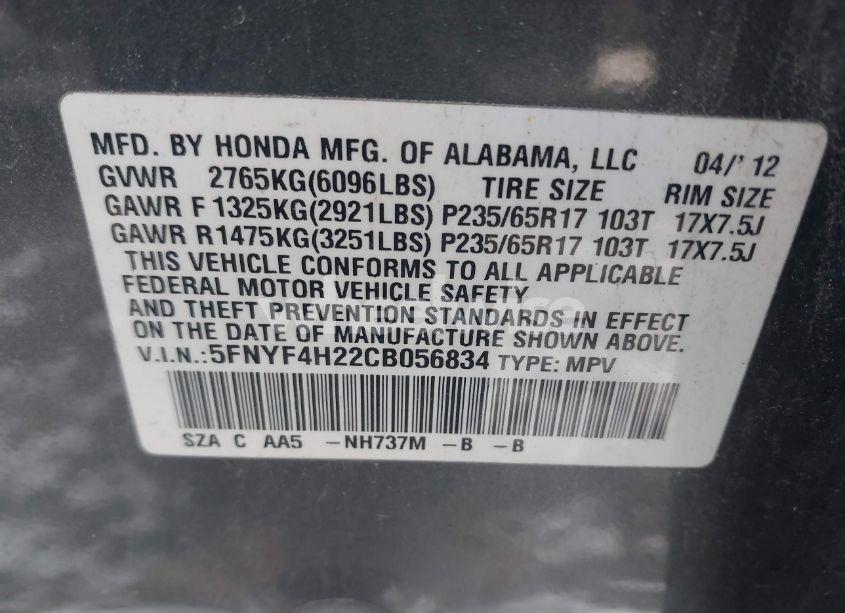 MFD. BY HONDA MFG. OF ALABAMA, LLC 04/' 12
GVWR 2765KG(6096LBS) TIRE SIZE RIM SIZE
GAWR F 1325KG(2921LBS) P235/65R17 103T 17X7.5J
GAWR R 1475KG(3251LBS) P235/65R17 103T 17X7.5J
THIS VEHICLE CONFORMS TO ALL APPLICABLE
FEDERAL MOTOR VEHICLE SAFETY
AND THEFT PREVENTION STANDARDS IN EFFECT
ON THE DATE OF MANUFACTURE SHOWN ABOVE.
V.I.N.:5FNYF4H22CB056834 TYPE: MPV
SZA C AA5 -NH737M -B -B